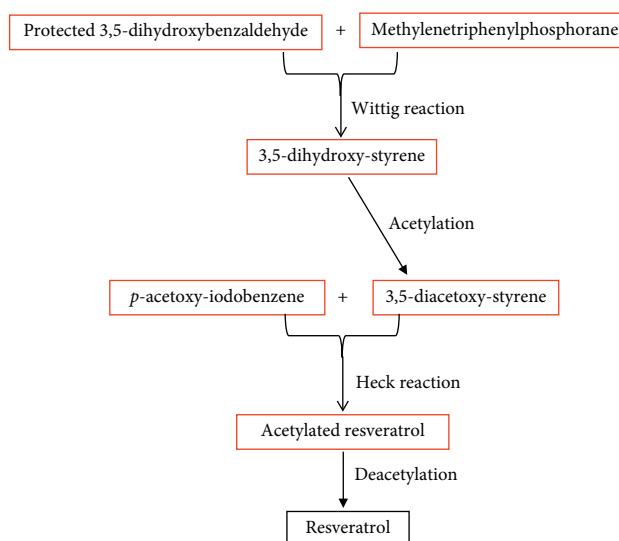 Protected 3,5-dihydroxybenzaldehyde + Methylenetriphenylphosphorane
Wittig reaction
3,5-dihydroxy-styrene
Acetylation
p-acetoxy-iodobenzene + 3,5-diacetoxy-styrene
Heck reaction
Acetylated resveratrol
Deacetylation
Resveratrol